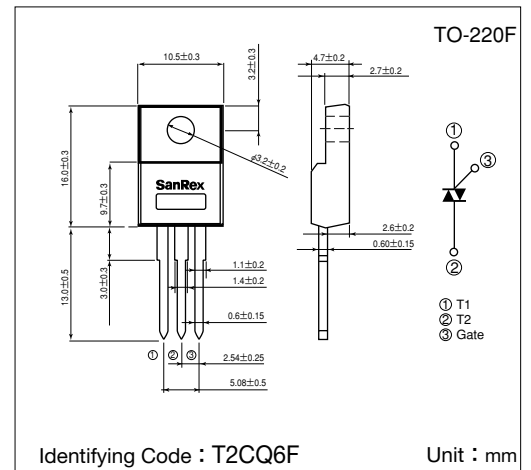 TO-220F
10.5±0.3
3.2±0.3
4.7±0.2
2.7±0.2
φ3.2±0.2
16.0±0.3
9.7±0.3
SanRex
①
③
②
2.6±0.2
0.60±0.15
13.0±0.5
3.0±0.3
1.1±0.2
1.4±0.2
0.6±0.15
① ② ③
2.54±0.25
5.08±0.5
① T1
② T2
③ Gate
Identifying Code : T2CQ6F
Unit : mm